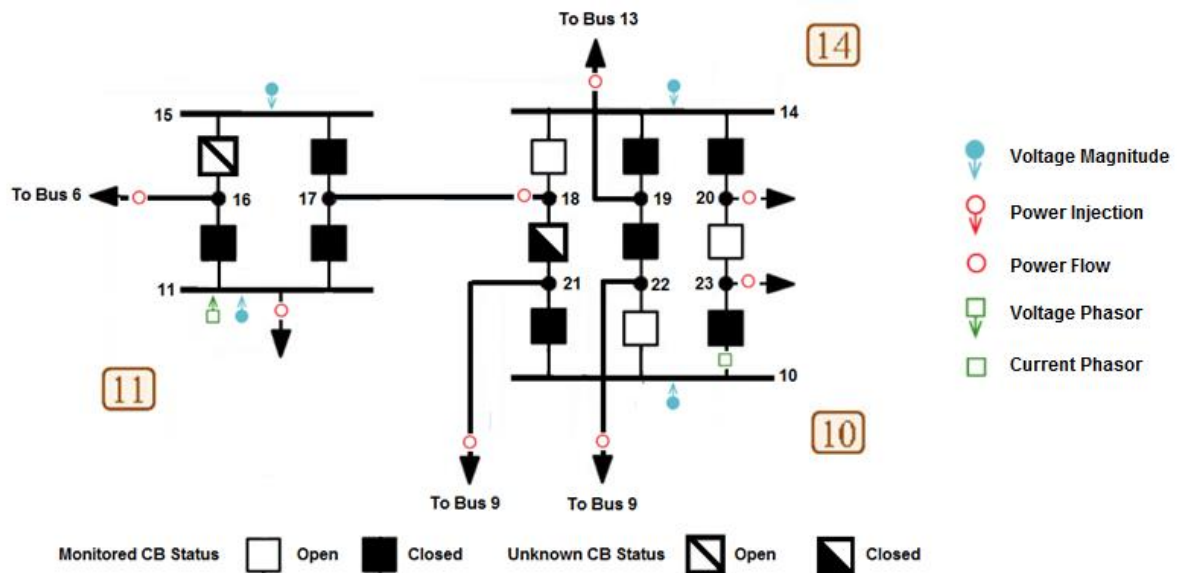 To Bus 13
14
15
14
To Bus 6
16
17
18
19
20
11
21
22
23
10
11
10
To Bus 9
To Bus 9
Voltage Magnitude
Power Injection
Power Flow
Voltage Phasor
Current Phasor
Monitored CB Status Open Closed Unknown CB Status Open Closed